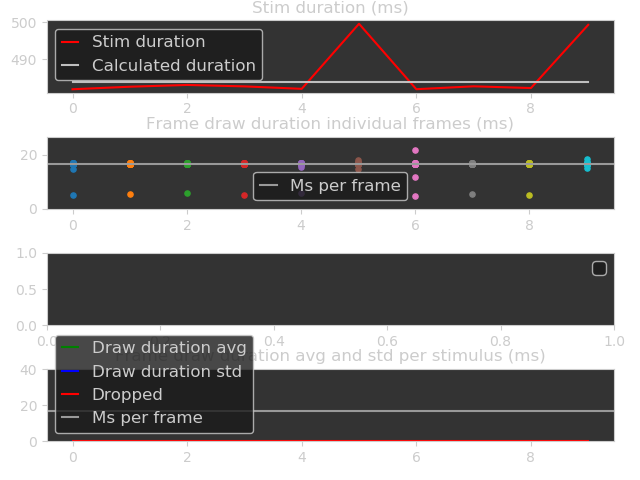 Stim duration (ms)
500
490
Stim duration
Calculated duration
0 2 4 6 8
Frame draw duration individual frames (ms)
20
0
Ms per frame
0 2 4 6 8
1.0
0.5
0.0
0.0 0.2 0.4 0.6 0.8 1.0
Frame draw duration avg and std per stimulus (ms)
40
20
0
Draw duration avg
Draw duration std
Dropped
Ms per frame
0 2 4 6 8